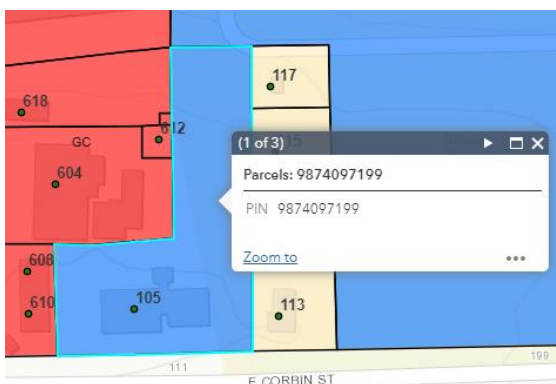 117
618
612
GC
604
(1 of 3)
Parcels: 9874097199
PIN 9874097199
Zoom to
608
610
105
113
111
199
E CORBIN ST